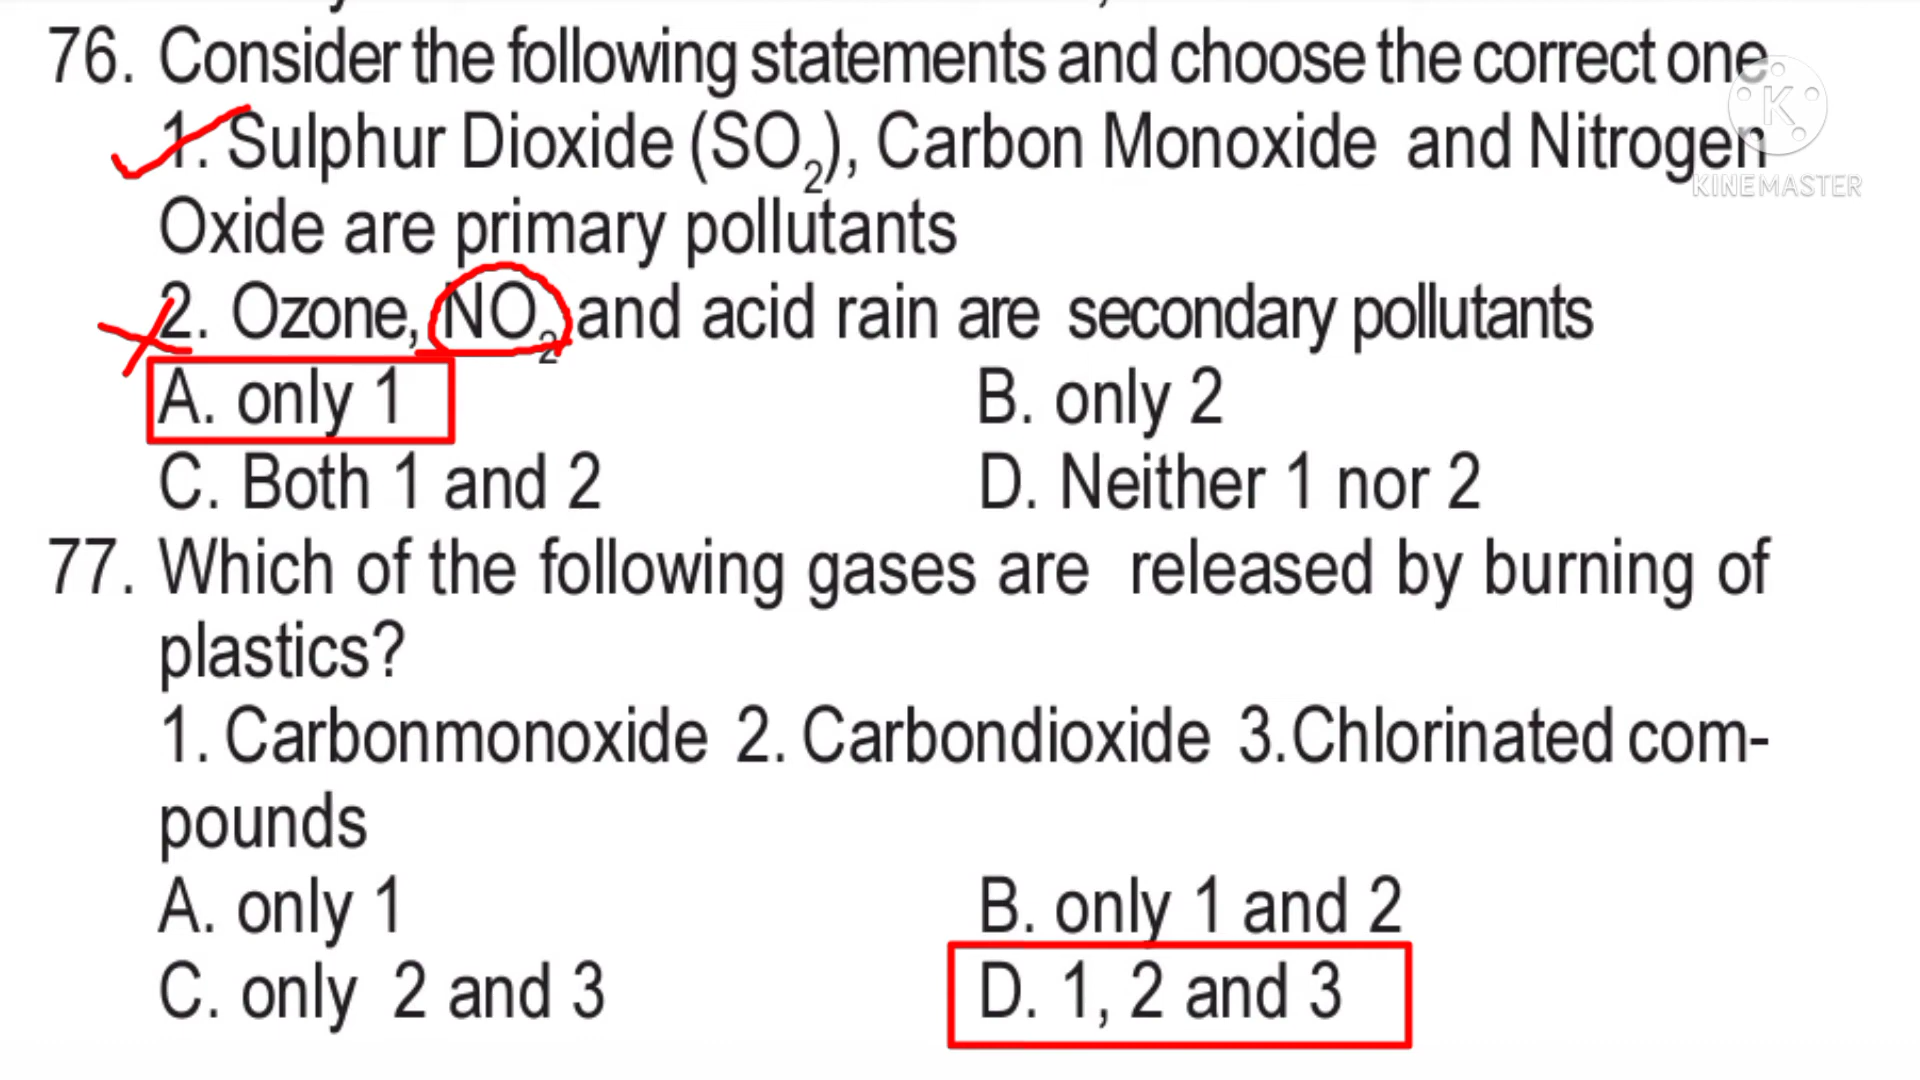 76. Consider the following statements and choose the correct one
1. Sulphur Dioxide (SO₂), Carbon Monoxide and Nitrogen
Oxide are primary pollutants
2. Ozone, NO₂ and acid rain are secondary pollutants
A. only 1 B. only 2
C. Both 1 and 2 D. Neither 1 nor 2
77. Which of the following gases are released by burning of
plastics?
1. Carbonmonoxide 2. Carbondioxide 3.Chlorinated com-
pounds
A. only 1 B. only 1 and 2
C. only 2 and 3 D. 1, 2 and 3
K
KINEMASTER